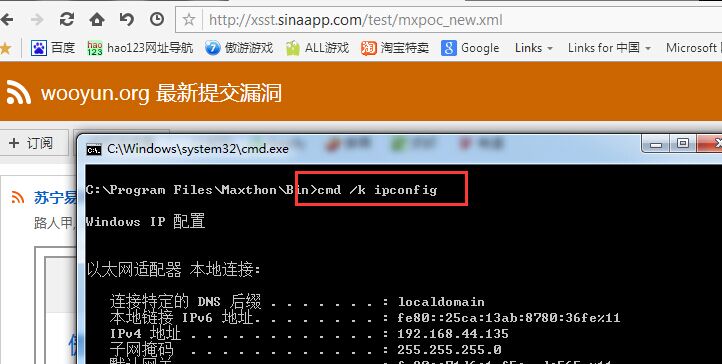 http://xsst.sinaapp.com/test/mxpoc_new.xml
百度 hao123网址导航 傲游游戏 ALL游戏 淘宝特卖 Google Links Links for 中国 Microsoft
wooyun.org 最新提交漏洞
+ 订阅
C:\Windows\system32\cmd.exe
苏宁易
路人甲,
C:\Program Files\Maxthon\Bin>cmd /k ipconfig
Windows IP 配置
以太网适配器 本地连接:
连接特定的 DNS 后缀 . . . . . . . : localdomain
本地链接 IPv6 地址. . . . . . . . : fe80::25ca:13ab:8780:36fe%11
IPv4 地址 . . . . . . . . . . . . : 192.168.44.135
子网掩码 . . . . . . . . . . . . : 255.255.255.0